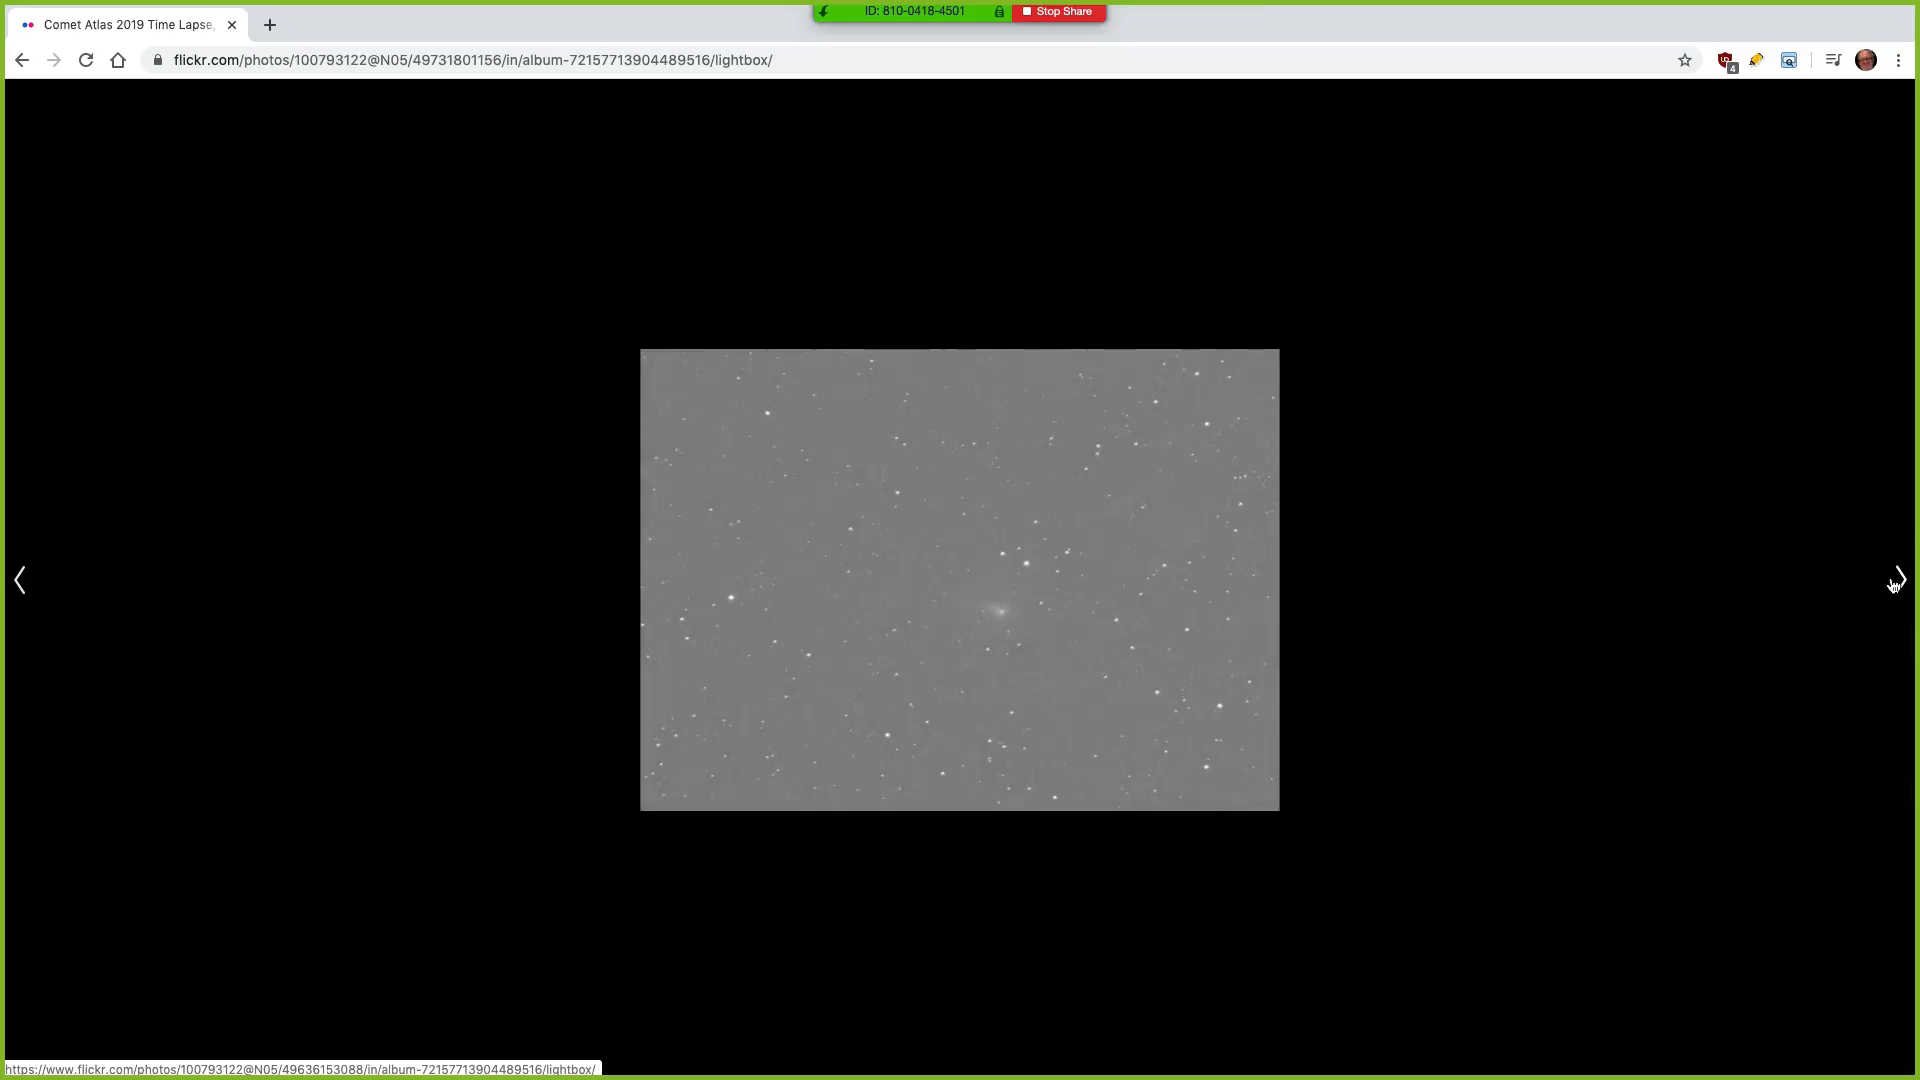 Comet Atlas 2019 Time Lapse,
ID: 810-0418-4501
Stop Share
flickr.com/photos/100793122@N05/49731801156/in/album-72157713904489516/lightbox/
4
https://www.flickr.com/photos/100793122@N05/49636153088/in/album-72157713904489516/lightbox/